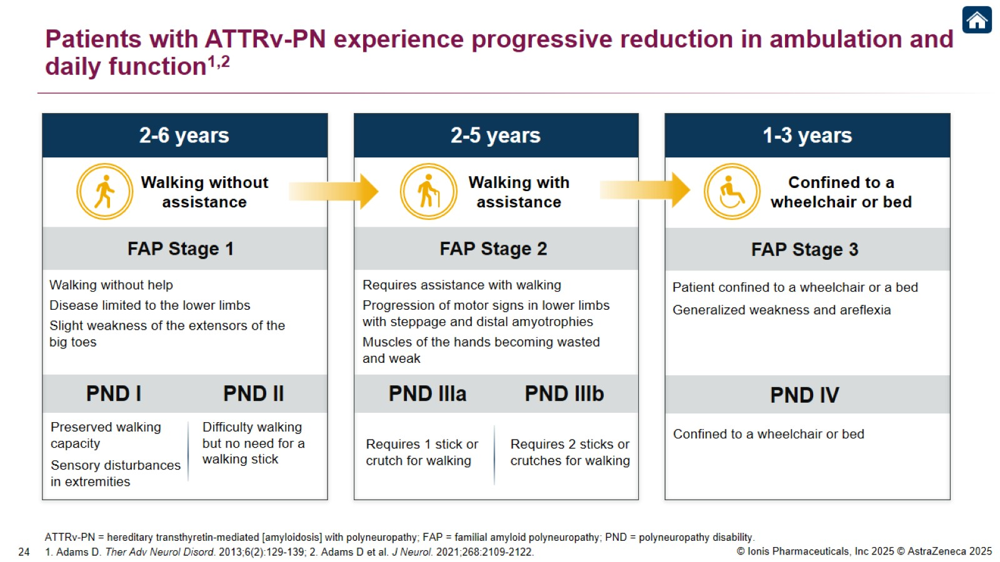 Patients with ATTRv-PN experience progressive reduction in ambulation and
daily function1,2
2-6 years
Walking without
assistance
FAP Stage 1
Walking without help
Disease limited to the lower limbs
Slight weakness of the extensors of the
big toes
PND I
PND II
Preserved walking
capacity
Sensory disturbances
in extremities
Difficulty walking
but no need for a
walking stick
2-5 years
Walking with
assistance
FAP Stage 2
Requires assistance with walking
Progression of motor signs in lower limbs
with steppage and distal amyotrophies
Muscles of the hands becoming wasted
and weak
PND IIIa
PND IIIb
Requires 1 stick or
crutch for walking
Requires 2 sticks or
crutches for walking
1-3 years
Confined to a
wheelchair or bed
FAP Stage 3
Patient confined to a wheelchair or a bed
Generalized weakness and areflexia
PND IV
Confined to a wheelchair or bed
ATTRv-PN = hereditary transthyretin-mediated [amyloidosis] with polyneuropathy; FAP = familial amyloid polyneuropathy; PND = polyneuropathy disability.
24 1. Adams D. Ther Adv Neurol Disord. 2013;6(2):129-139; 2. Adams D et al. J Neurol. 2021;268:2109-2122.
© Ionis Pharmaceuticals, Inc 2025 © AstraZeneca 2025